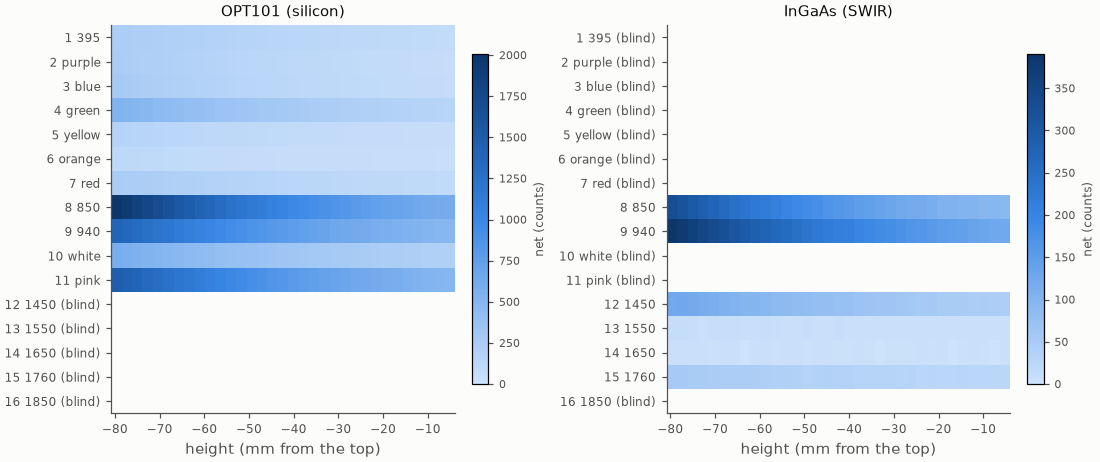 OPT101 (silicon)
1 395
2 purple
3 blue
4 green
5 yellow
6 orange
7 red
8 850
9 940
10 white
11 pink
12 1450 (blind)
13 1550 (blind)
14 1650 (blind)
15 1760 (blind)
16 1850 (blind)
−80 −70 −60 −50 −40 −30 −20 −10
height (mm from the top)
2000
1750
1500
1250
1000
750
500
250
0
net (counts)
InGaAs (SWIR)
1 395 (blind)
2 purple (blind)
3 blue (blind)
4 green (blind)
5 yellow (blind)
6 orange (blind)
7 red (blind)
8 850
9 940
10 white (blind)
11 pink (blind)
12 1450
13 1550
14 1650
15 1760
16 1850 (blind)
−80 −70 −60 −50 −40 −30 −20 −10
height (mm from the top)
350
300
250
200
150
100
50
0
net (counts)